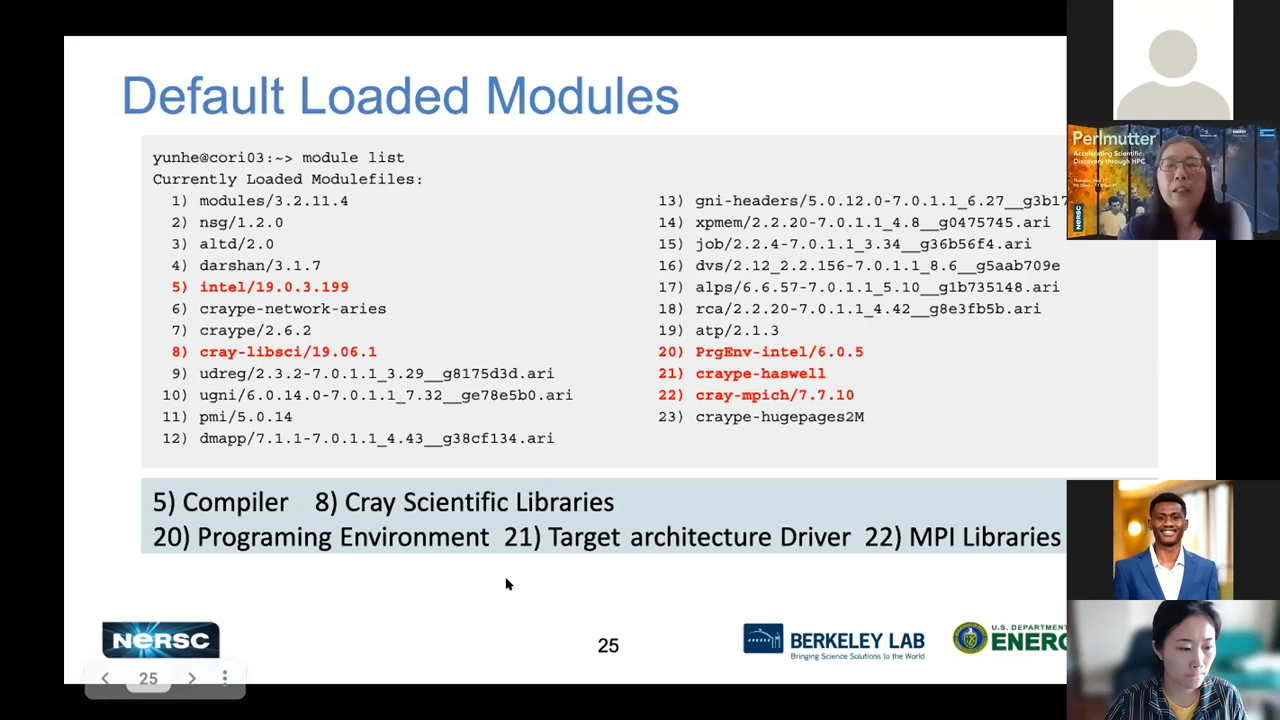 Default Loaded Modules
yunhe@cori03:~> module list
Currently Loaded Modulefiles:
1) modules/3.2.11.4
2) nsg/1.2.0
3) altd/2.0
4) darshan/3.1.7
5) intel/19.0.3.199
6) craype-network-aries
7) craype/2.6.2
8) cray-libsci/19.06.1
9) udreg/2.3.2-7.0.1.1_3.29__g8175d3d.ari
10) ugni/6.0.14.0-7.0.1.1_7.32__ge78e5b0.ari
11) pmi/5.0.14
12) dmapp/7.1.1-7.0.1.1_4.43__g38cf134.ari
13) gni-headers/5.0.12.0-7.0.1.1_6.27__g3b17
14) xpmem/2.2.20-7.0.1.1_4.8__g0475745.ari
15) job/2.2.4-7.0.1.1_3.34__g36b56f4.ari
16) dvs/2.12_2.2.156-7.0.1.1_8.6__g5aab709e
17) alps/6.6.57-7.0.1.1_5.10__g1b735148.ari
18) rca/2.2.20-7.0.1.1_4.42__g8e3fb5b.ari
19) atp/2.1.3
20) PrgEnv-intel/6.0.5
21) craype-haswell
22) cray-mpich/7.7.10
23) craype-hugepages2M
5) Compiler 8) Cray Scientific Libraries
20) Programing Environment 21) Target architecture Driver 22) MPI Libraries
NERSC
25
BERKELEY LAB
Bringing Science Solutions to the World
U.S. DEPARTMENT
ENERG
25
Perlmutter
Accelerating Scientific
Discovery through HPC
NERSC